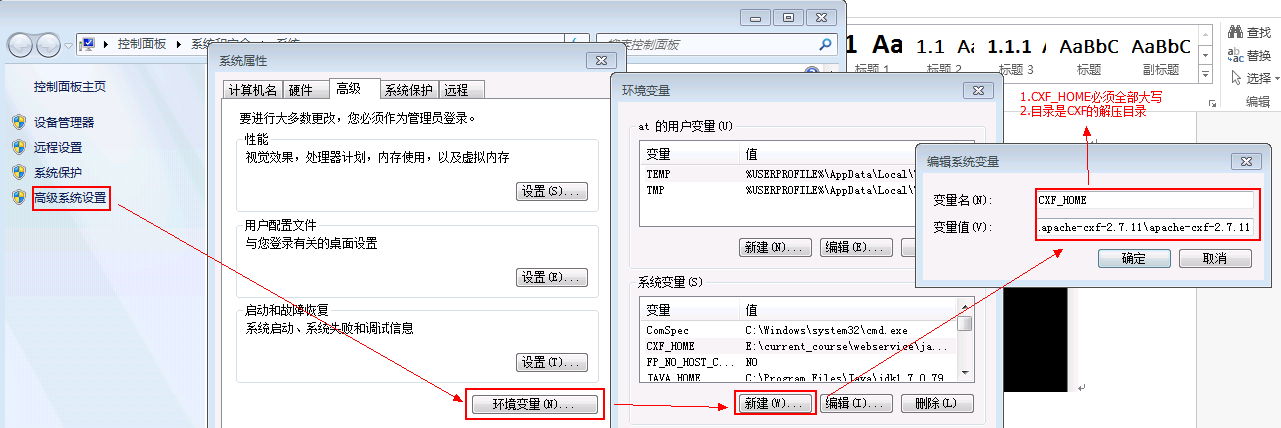 控制面板 系统和安全 系统
搜索控制面板
控制面板主页
设备管理器
远程设置
系统保护
高级系统设置
系统属性
计算机名 硬件 高级 系统保护 远程
要进行大多数更改，您必须作为管理员登录。
性能
视觉效果，处理器计划，内存使用，以及虚拟内存
设置(S)...
用户配置文件
与您登录有关的桌面设置
设置(E)...
启动和故障恢复
系统启动、系统失败和调试信息
设置(T)...
环境变量(N)...
环境变量
at 的用户变量(U)
变量 值
TEMP %USERPROFILE%\AppData\Local\
TMP %USERPROFILE%\AppData\Local\
新建(N)... 编辑(E)...
系统变量(S)
变量 值
ComSpec C:\Windows\system32\cmd.exe
CXF_HOME E:\current_course\webservice\ja...
FP_NO_HOST_C... NO
JAVA_HOME C:\Program Files\Java\jdk1.7.0_79
新建(W)... 编辑(I)... 删除(L)
1 Aa 1.1 Aa 1.1.1 AaBbC AaBbC
标题 1 标题 2 标题 3 标题 副标题
查找
替换
选择
编辑
1.CXF_HOME必须全部大写
2.目录是CXF的解压目录
编辑系统变量
变量名(N): CXF_HOME
变量值(V): .apache-cxf-2.7.11\apache-cxf-2.7.11
确定 取消